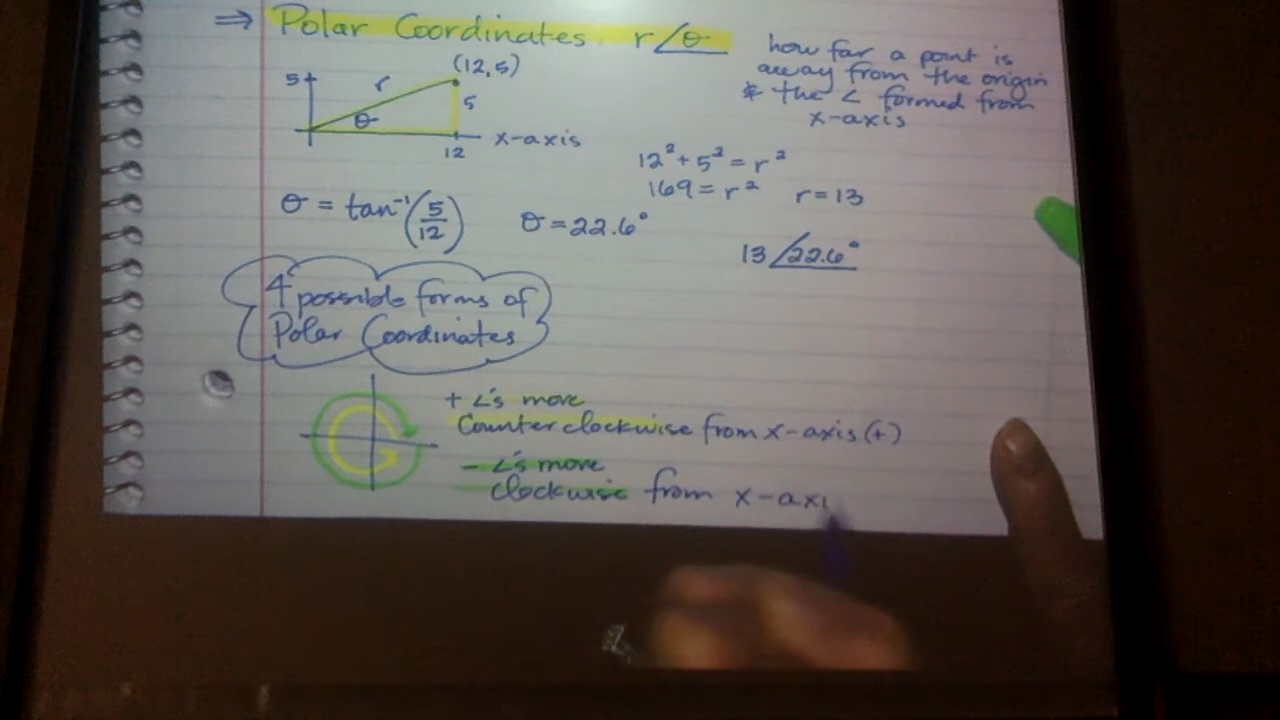 ⇒ Polar Coordinates r∠θ
how far a point is
away from the origin
* the ∠ formed from
x-axis
(12,5)
5
r
5
θ
x-axis
12
12² + 5² = r²
169 = r² r = 13
θ = tan⁻¹(5/12) θ = 22.6°
13∠22.6°
4 possible forms of
Polar Coordinates
+ ∠'s move
Counterclockwise from x-axis (+)
- ∠'s move
clockwise from x-axi